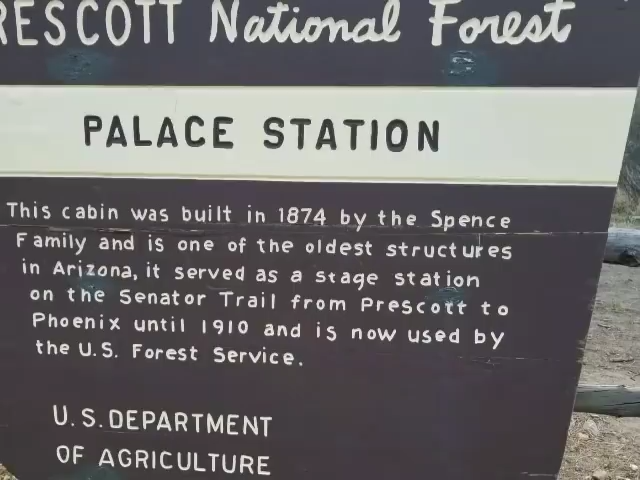 RESCOTT National Forest
PALACE STATION
This cabin was built in 1874 by the Spence
Family and is one of the oldest structures
in Arizona, it served as a stage station
on the Senator Trail from Prescott to
Phoenix until 1910 and is now used by
the U.S. Forest Service.
U.S. DEPARTMENT
OF AGRICULTURE